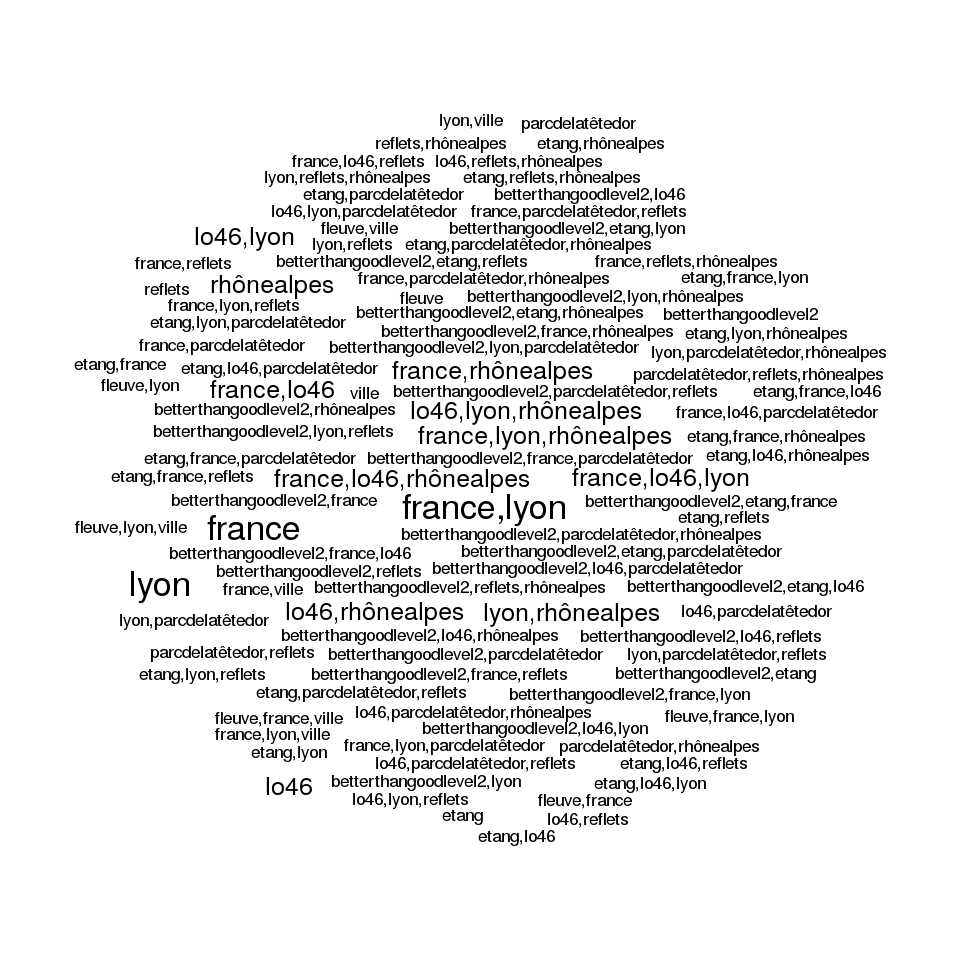 lyon,ville parcdelatêtedor
reflets,rhônealpes etang,rhônealpes
france,lo46,reflets lo46,reflets,rhônealpes
lyon,reflets,rhônealpes etang,reflets,rhônealpes
etang,parcdelatêtedor betterthangoodlevel2,lo46
lo46,lyon,parcdelatêtedor france,parcdelatêtedor,reflets
fleuve,ville betterthangoodlevel2,etang,lyon
lo46,lyon lyon,reflets etang,parcdelatêtedor,rhônealpes
france,reflets betterthangoodlevel2,etang,reflets france,reflets,rhônealpes
france,parcdelatêtedor,rhônealpes etang,france,lyon
reflets rhônealpes fleuve betterthangoodlevel2,lyon,rhônealpes
france,lyon,reflets betterthangoodlevel2,etang,rhônealpes betterthangoodlevel2
etang,lyon,parcdelatêtedor betterthangoodlevel2,france,rhônealpes etang,lyon,rhônealpes
france,parcdelatêtedor betterthangoodlevel2,lyon,parcdelatêtedor lyon,parcdelatêtedor,rhônealpes
etang,france etang,lo46,parcdelatêtedor france,rhônealpes parcdelatêtedor,reflets,rhônealpes
fleuve,lyon france,lo46 ville betterthangoodlevel2,parcdelatêtedor,reflets etang,france,lo46
betterthangoodlevel2,rhônealpes lo46,lyon,rhônealpes france,lo46,parcdelatêtedor
betterthangoodlevel2,lyon,reflets france,lyon,rhônealpes etang,france,rhônealpes
etang,france,parcdelatêtedor betterthangoodlevel2,france,parcdelatêtedor etang,lo46,rhônealpes
etang,france,reflets france,lo46,rhônealpes france,lo46,lyon
betterthangoodlevel2,france france,lyon betterthangoodlevel2,etang,france
etang,reflets
fleuve,lyon,ville france betterthangoodlevel2,parcdelatêtedor,rhônealpes
betterthangoodlevel2,france,lo46 betterthangoodlevel2,etang,parcdelatêtedor
betterthangoodlevel2,reflets betterthangoodlevel2,lo46,parcdelatêtedor
lyon france,ville betterthangoodlevel2,reflets,rhônealpes betterthangoodlevel2,etang,lo46
lyon,parcdelatêtedor lo46,rhônealpes lyon,rhônealpes lo46,parcdelatêtedor
betterthangoodlevel2,lo46,rhônealpes betterthangoodlevel2,lo46,reflets
parcdelatêtedor,reflets betterthangoodlevel2,parcdelatêtedor lyon,parcdelatêtedor,reflets
etang,lyon,reflets betterthangoodlevel2,france,reflets betterthangoodlevel2,etang
etang,parcdelatêtedor,reflets betterthangoodlevel2,france,lyon
fleuve,france,ville lo46,parcdelatêtedor,rhônealpes fleuve,france,lyon
france,lyon,ville betterthangoodlevel2,lo46,lyon
etang,lyon france,lyon,parcdelatêtedor parcdelatêtedor,rhônealpes
lo46,parcdelatêtedor,reflets etang,lo46,reflets
lo46 betterthangoodlevel2,lyon etang,lo46,lyon
lo46,lyon,reflets fleuve,france
etang lo46,reflets
etang,lo46